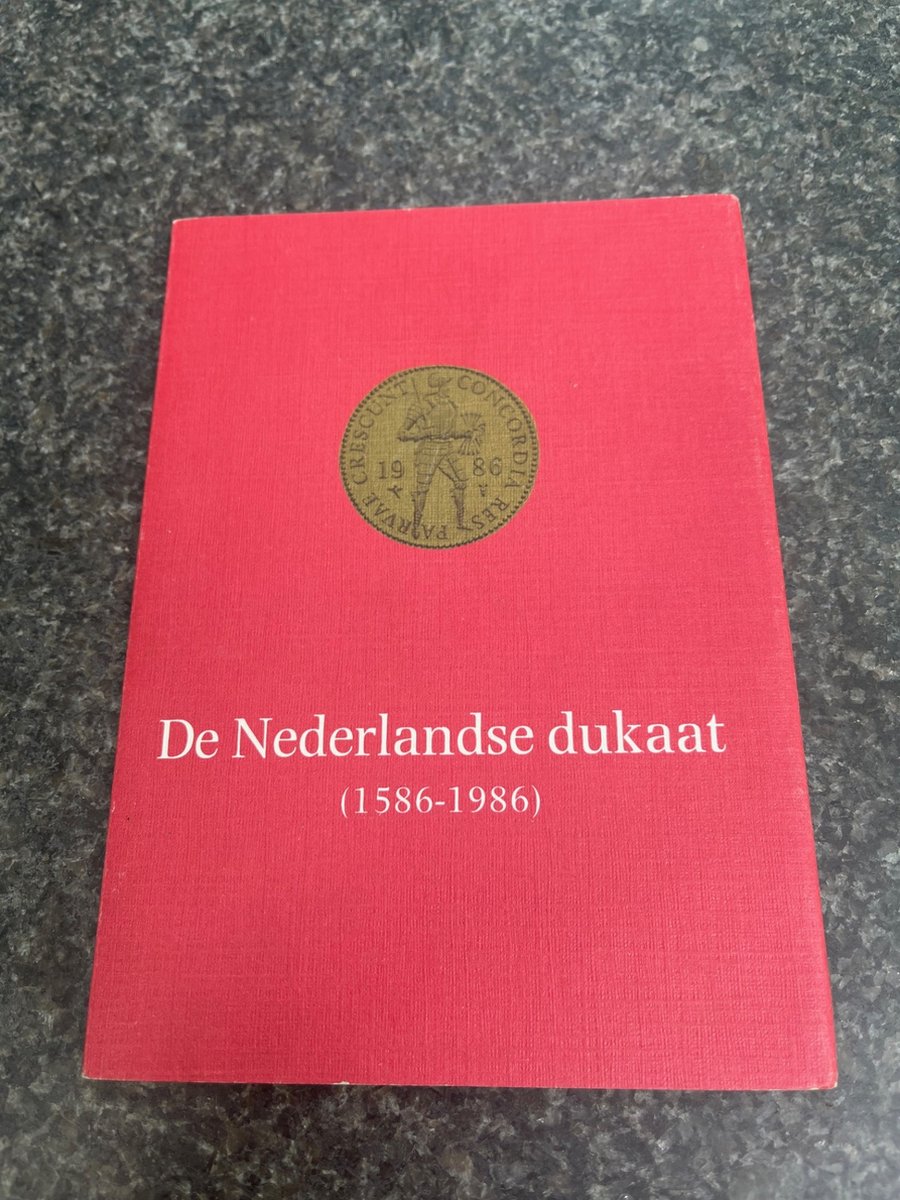 CONCORDIA RES PARVAE CRESCUNT
19 86
De Nederlandse dukaat
(1586-1986)